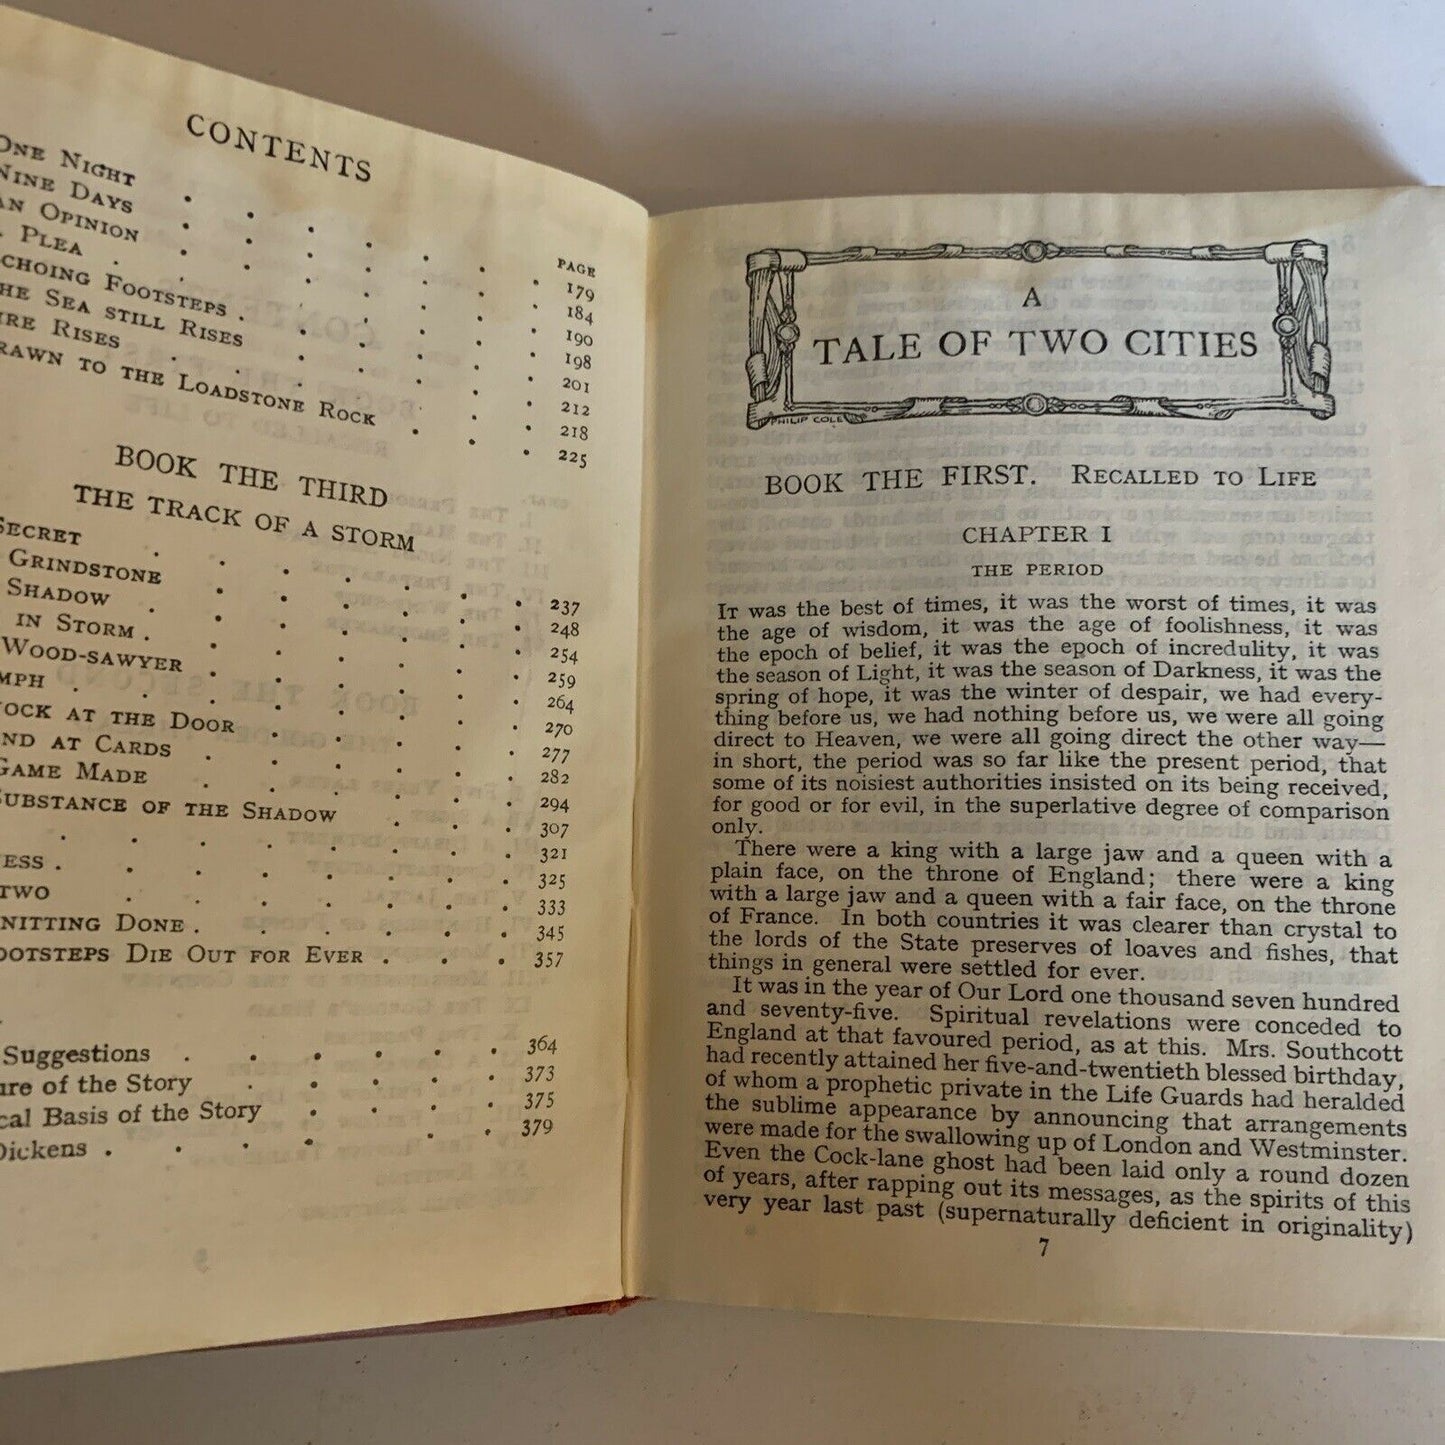 CONTENTS
PAGE
ONE NIGHT . . . . . . . 179
NINE DAYS . . . . . . . 184
AN OPINION . . . . . . . 190
PLEA . . . . . . . 198
CHOING FOOTSTEPS . . . . . . 201
HE SEA STILL RISES . . . . . 212
IRE RISES . . . . . . . 218
RAWN TO THE LOADSTONE ROCK . . . 225
BOOK THE THIRD
THE TRACK OF A STORM
SECRET . . . . . . . 237
GRINDSTONE . . . . . . 248
SHADOW . . . . . . . 254
IN STORM . . . . . . . 259
WOOD-SAWYER . . . . . . 264
MPH . . . . . . . 270
OCK AT THE DOOR . . . . . 277
ND AT CARDS . . . . . . 282
GAME MADE . . . . . . 294
SUBSTANCE OF THE SHADOW . . . 307
. . . . . . . 321
ESS . . . . . . . 325
TWO . . . . . . . 333
NITTING DONE . . . . . . 345
OOTSTEPS DIE OUT FOR EVER . . . 357
Suggestions . . . . . . 364
ure of the Story . . . . . 373
cal Basis of the Story . . . . 375
Dickens . . . . . . 379
A
TALE OF TWO CITIES
PHILIP COLE
BOOK THE FIRST. RECALLED TO LIFE
CHAPTER I
THE PERIOD
IT was the best of times, it was the worst of times, it was
the age of wisdom, it was the age of foolishness, it was
the epoch of belief, it was the epoch of incredulity, it was
the season of Light, it was the season of Darkness, it was the
spring of hope, it was the winter of despair, we had every-
thing before us, we had nothing before us, we were all going
direct to Heaven, we were all going direct the other way—
in short, the period was so far like the present period, that
some of its noisiest authorities insisted on its being received,
for good or for evil, in the superlative degree of comparison
only.
There were a king with a large jaw and a queen with a
plain face, on the throne of England; there were a king
with a large jaw and a queen with a fair face, on the throne
of France. In both countries it was clearer than crystal to
the lords of the State preserves of loaves and fishes, that
things in general were settled for ever.
It was in the year of Our Lord one thousand seven hundred
and seventy-five. Spiritual revelations were conceded to
England at that favoured period, as at this. Mrs. Southcott
had recently attained her five-and-twentieth blessed birthday,
of whom a prophetic private in the Life Guards had heralded
the sublime appearance by announcing that arrangements
were made for the swallowing up of London and Westminster.
Even the Cock-lane ghost had been laid only a round dozen
of years, after rapping out its messages, as the spirits of this
very year last past (supernaturally deficient in originality)
7